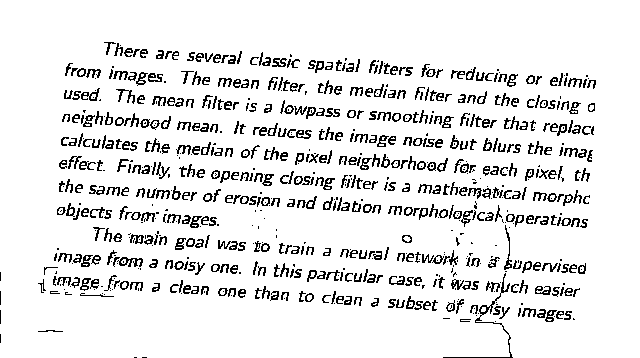 There are several classic spatial filters for reducing or elimin
from images. The mean filter, the median filter and the closing o
used. The mean filter is a lowpass or smoothing filter that replac
neighborhood mean. It reduces the image noise but blurs the imag
calculates the median of the pixel neighborhood for each pixel, th
effect. Finally, the opening closing filter is a mathematical morpho
the same number of erosion and dilation morphological operations
objects from images.
The main goal was to train a neural network in a supervised
image from a noisy one. In this particular case, it was much easier
image from a clean one than to clean a subset of noisy images.